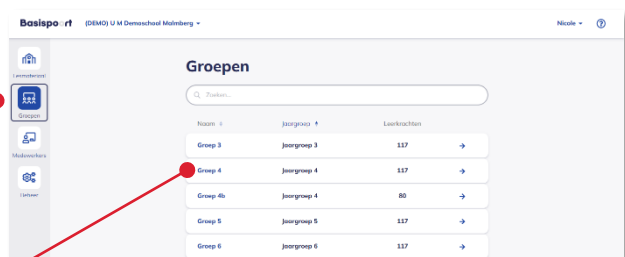 Basispoort (DEMO) U M Demoschool Malmberg Nicole ?
Groepen
Lesmateriaal
Zoeken...
Groepen
Naam Jaargroep Leerkrachten
Groep 3 Jaargroep 3 117
Medewerkers
Groep 4 Jaargroep 4 117
Beheer
Groep 4b Jaargroep 4 80
Groep 5 Jaargroep 5 117
Groep 6 Jaargroep 6 117